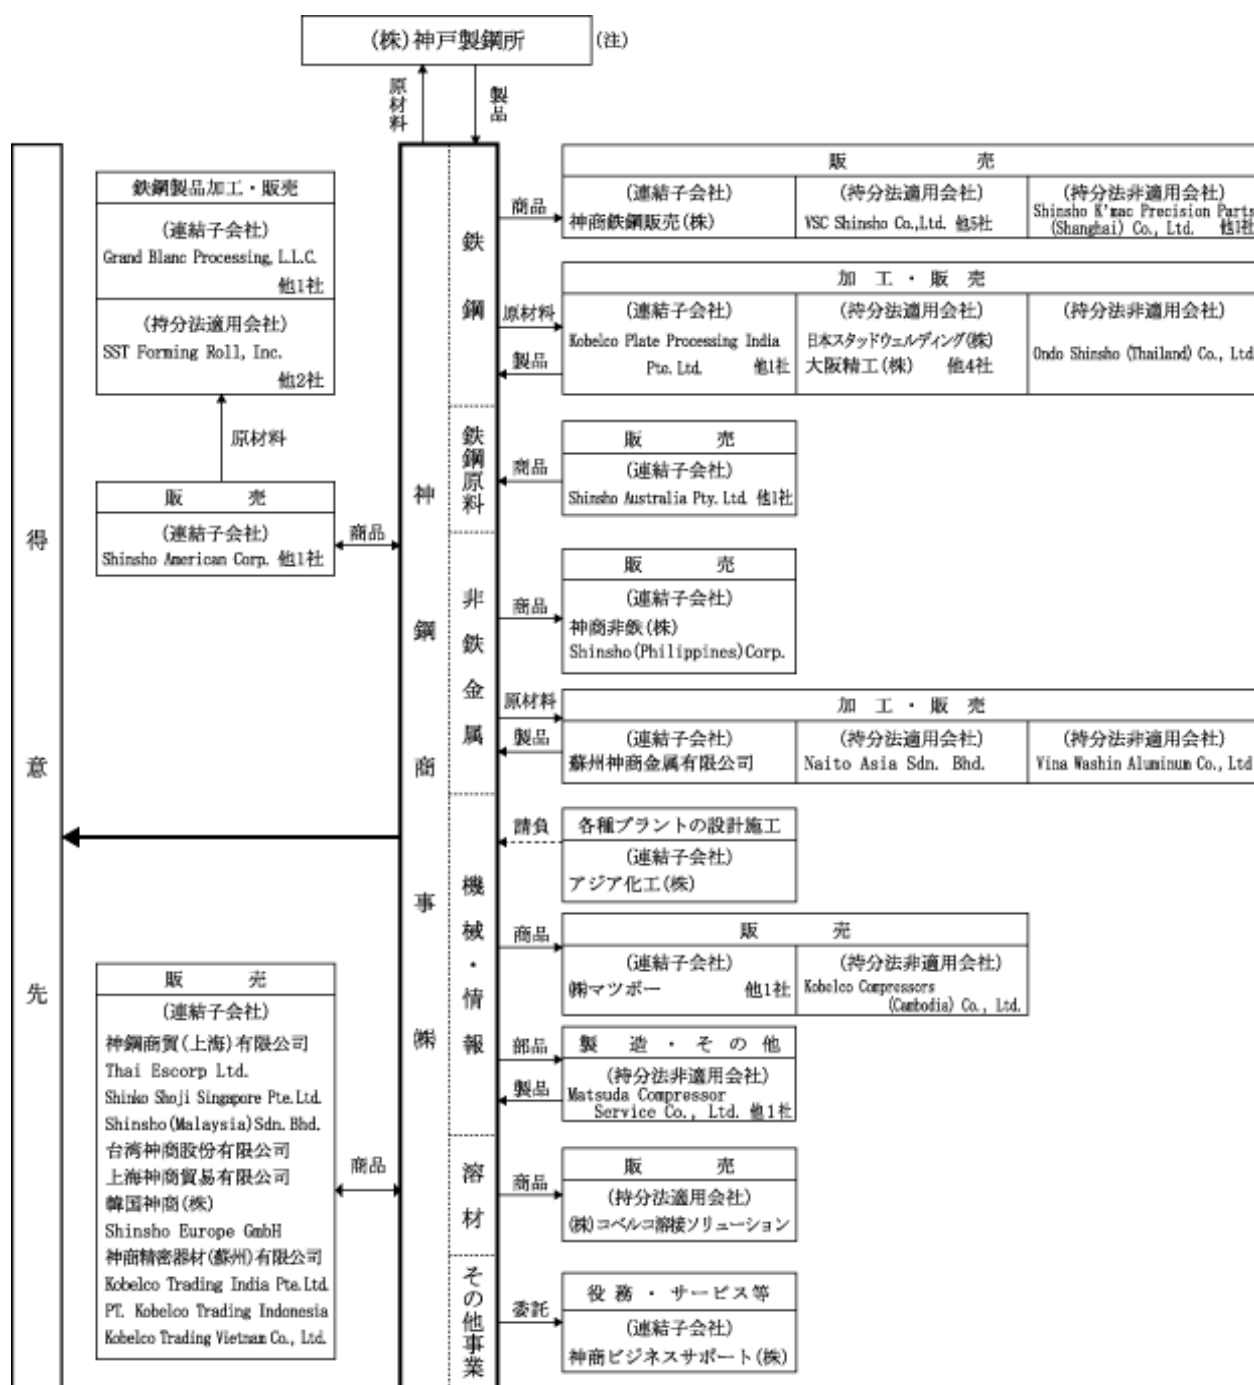 (株)神戸製鋼所 (注)
原材料
製品
得意先
鉄鋼製品加工・販売
(連結子会社)
Grand Blanc Processing, L.L.C.
他1社
(持分法適用会社)
SST Forming Roll, Inc.
他2社
原材料
販売
(連結子会社)
Shinsho American Corp. 他1社
商品
販売
(連結子会社)
神鋼商貿(上海)有限公司
Thai Escorp Ltd.
Shinko Shoji Singapore Pte.Ltd.
Shinsho(Malaysia)Sdn.Bhd.
台湾神商股份有限公司
上海神商貿易有限公司
韓国神商(株)
Shinsho Europe GmbH
神商精密器材(蘇州)有限公司
Kobelco Trading India Pte.Ltd.
PT. Kobelco Trading Indonesia
Kobelco Trading Vietnam Co., Ltd.
商品
神鋼商事㈱
鉄鋼
商品
販売
(連結子会社)
神商鉄鋼販売(株)
(持分法適用会社)
VSC Shinsho Co.,Ltd. 他5社
(持分法非適用会社)
Shinsho K'mac Precision Parts
(Shanghai) Co., Ltd. 他1社
原材料
製品
加工・販売
(連結子会社)
Kobelco Plate Processing India
Pte. Ltd. 他1社
(持分法適用会社)
日本スタッドウェルディング(株)
大阪精工(株) 他4社
(持分法非適用会社)
Ondo Shinsho (Thailand) Co., Ltd
鉄鋼原料
商品
販売
(連結子会社)
Shinsho Australia Pty. Ltd. 他1社
非鉄金属
商品
販売
(連結子会社)
神商非鉄(株)
Shinsho(Philippines)Corp.
原材料
製品
加工・販売
(連結子会社)
蘇州神商金属有限公司
(持分法適用会社)
Naito Asia Sdn. Bhd.
(持分法非適用会社)
Vina Washin Aluminum Co., Ltd
機械・情報
請負
各種プラントの設計施工
(連結子会社)
アジア化工(株)
商品
販売
(連結子会社)
㈱マツボー 他1社
(持分法非適用会社)
Kobelco Compressors
(Cambodia) Co., Ltd.
部品
製品
製造・その他
(持分法非適用会社)
Matsuda Compressor
Service Co., Ltd. 他1社
溶材
商品
販売
(持分法適用会社)
(株)コベルコ溶接ソリューション
その他事業
委託
役務・サービス等
(連結子会社)
神商ビジネスサポート(株)